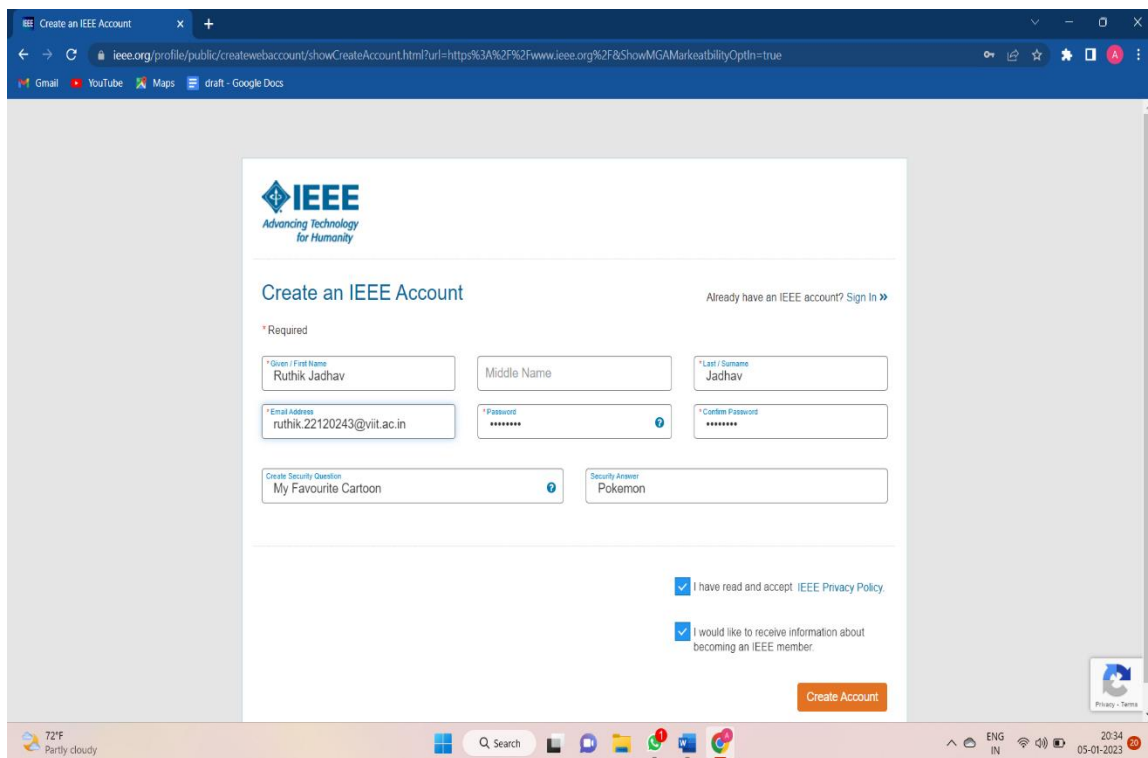 Create an IEEE Account
ieee.org/profile/public/createwebaccount/showCreateAccount.html?url=https%3A%2F%2Fwww.ieee.org%2F&ShowMGAMarkeatbilityOptIn=true
A
Gmail YouTube Maps draft - Google Docs
IEEE
Advancing Technology
for Humanity
Create an IEEE Account
Already have an IEEE account? Sign In »
*Required
*Given / First Name
Ruthik Jadhav
Middle Name
*Last / Surname
Jadhav
*Email Address
ruthik.22120243@viit.ac.in
*Password
••••••••
*Confirm Password
••••••••
Create Security Question
My Favourite Cartoon
Security Answer
Pokemon
I have read and accept IEEE Privacy Policy.
I would like to receive information about
becoming an IEEE member.
Create Account
Privacy - Terms
72°F
Partly cloudy
Search
ENG
IN
20:34
05-01-2023
20